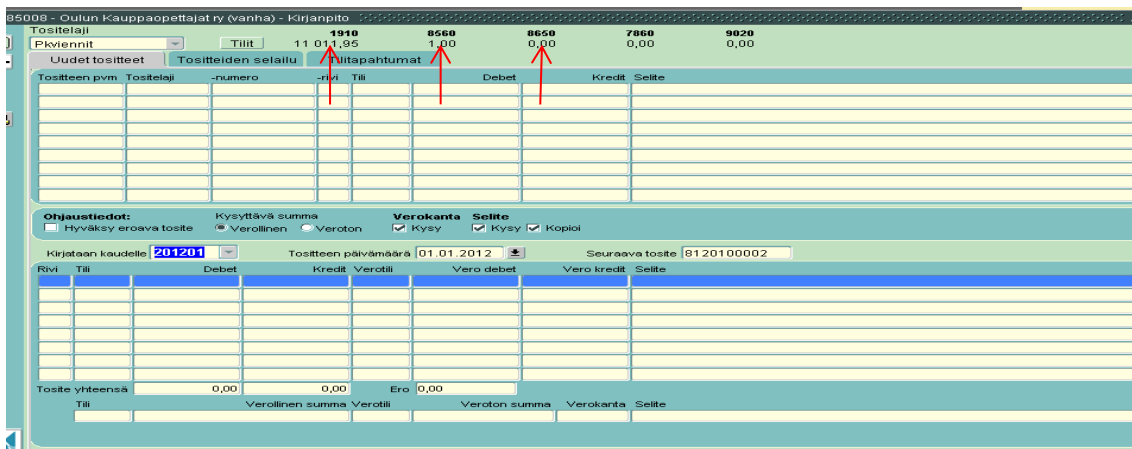 85008 - Oulun Kauppaopettajat ry (vanha) - Kirjanpito
Tositelaji 1910 8560 8650 7860 9020
Pkviennit Tilit 11 011,95 1,00 0,00 0,00 0,00
Uudet tositteet Tositteiden selailu Tilitapahtumat
Tositteen pvm Tositelaji -numero -rivi Tili Debet Kredit Selite
Ohjaustiedot: Kysyttävä summa Verokanta Selite
Hyväksy eroava tosite Verollinen Veroton Kysy Kysy Kopioi
Kirjataan kaudelle 201201 Tositteen päivämäärä 01.01.2012 Seuraava tosite 8120100002
Rivi Tili Debet Kredit Verotili Vero debet Vero kredit Selite
Tosite yhteensä 0,00 0,00 Ero 0,00
Tili Verollinen summa Verotili Veroton summa Verokanta Selite